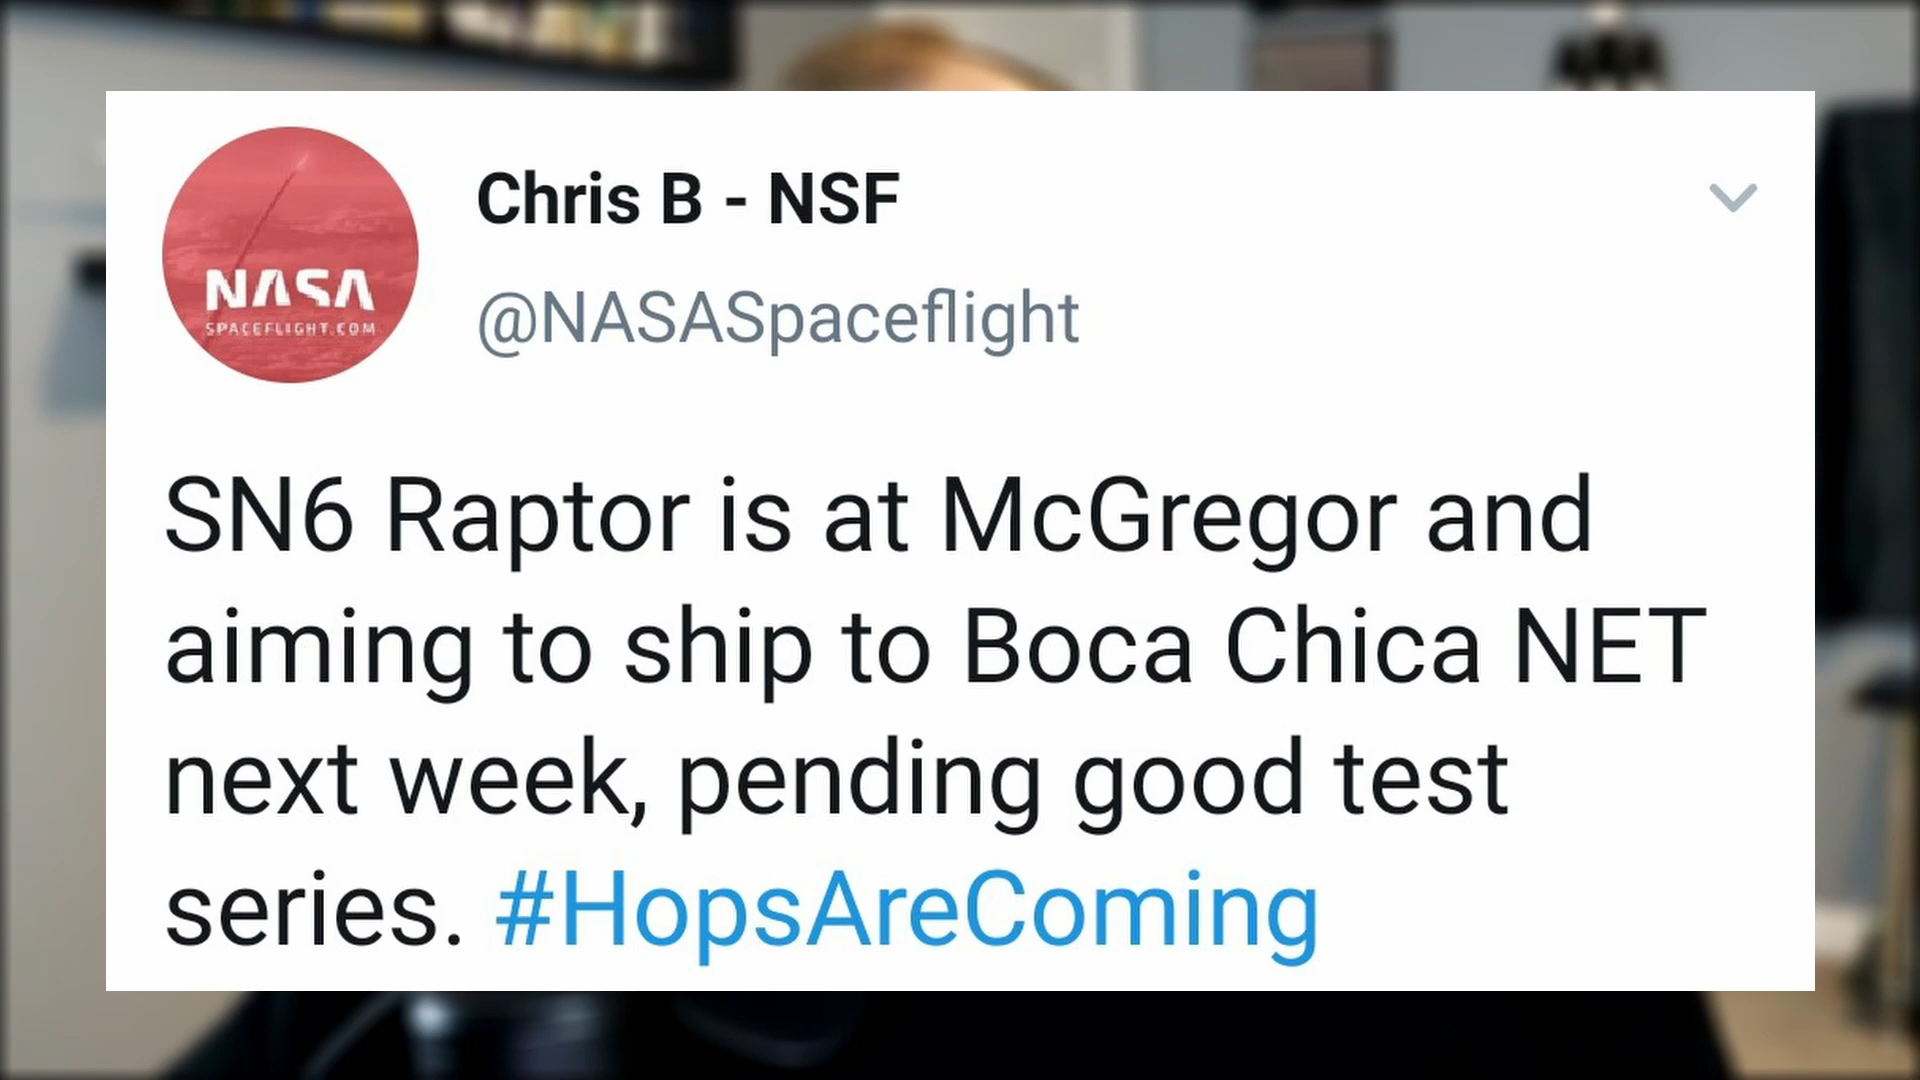 NASA
SPACEFLIGHT.COM
Chris B - NSF
@NASASpaceflight
SN6 Raptor is at McGregor and
aiming to ship to Boca Chica NET
next week, pending good test
series. #HopsAreComing